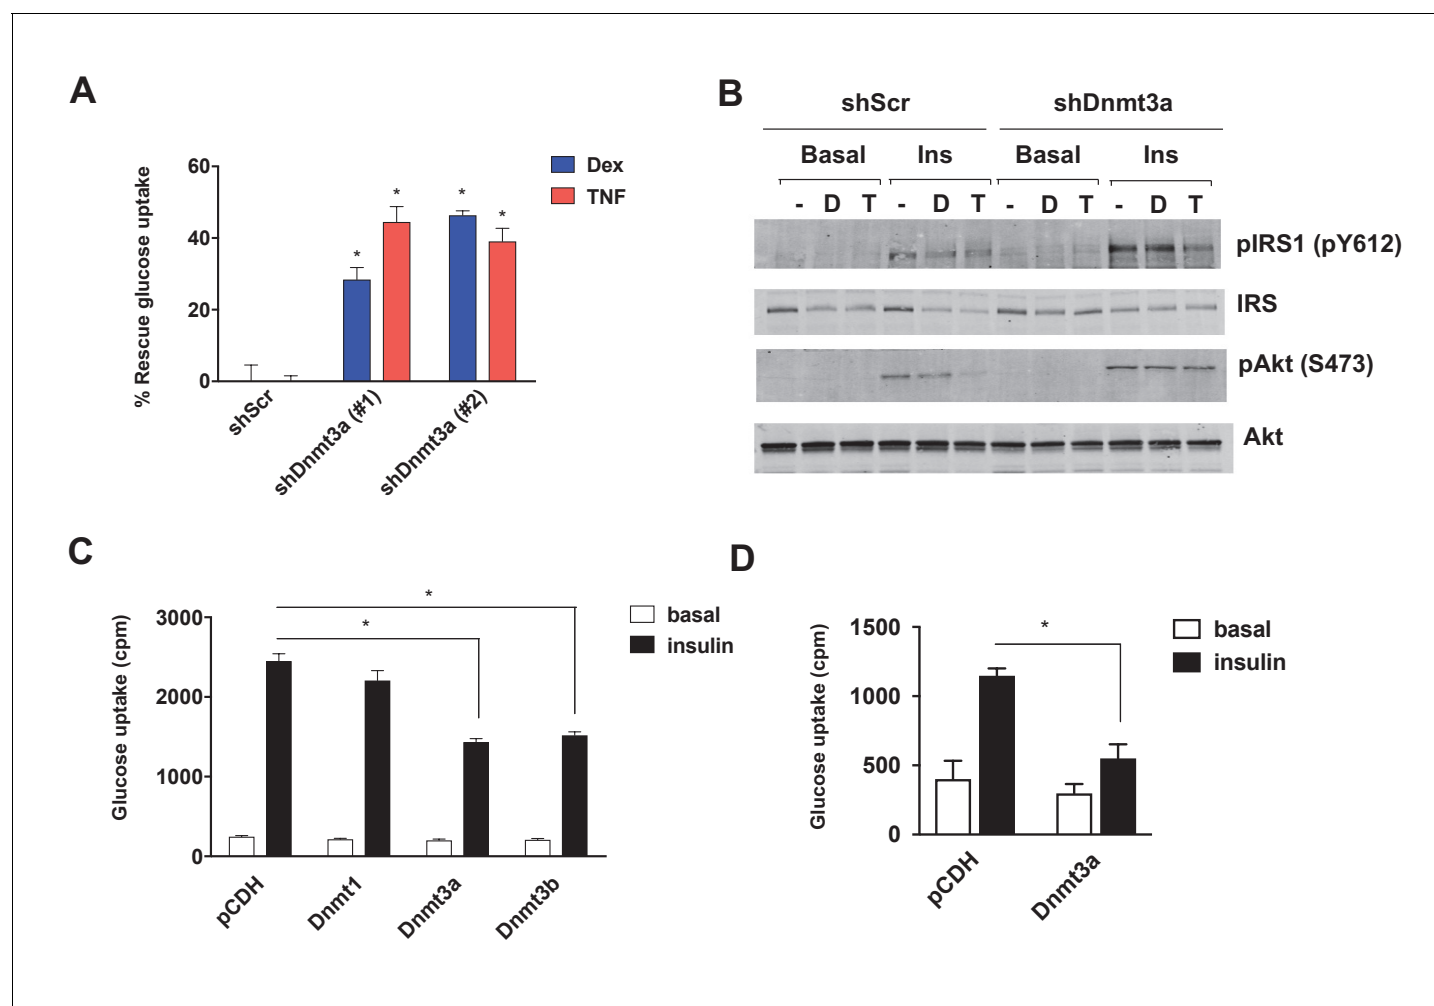 A
% Rescue glucose uptake
60
40
20
0
* * * *
Dex
TNF
shScr
shDnmt3a (#1)
shDnmt3a (#2)
B
shScr shDnmt3a
Basal Ins Basal Ins
- D T - D T - D T - D T
pIRS1 (pY612)
IRS
pAkt (S473)
Akt
C
Glucose uptake (cpm)
3000
2000
1000
0
*
*
basal
insulin
pCDH
Dnmt1
Dnmt3a
Dnmt3b
D
Glucose uptake (cpm)
1500
1000
500
0
*
basal
insulin
pCDH
Dnmt3a